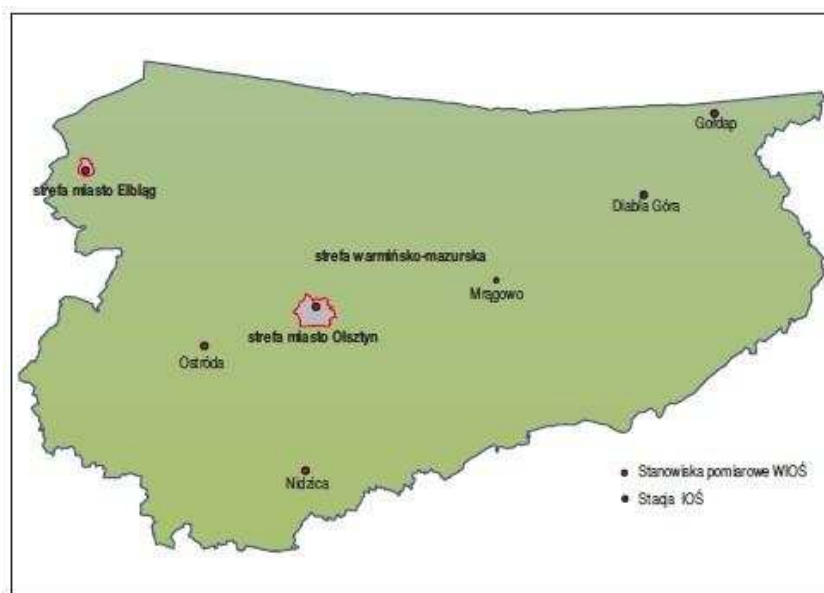 Gołdap
strefa miasto Elbląg
Diabla Góra
strefa warmińsko-mazurska
Mrągowo
strefa miasto Olsztyn
Ostróda
Nidzica
Stanowiska pomiarowe WIOŚ
Stacja IOŚ